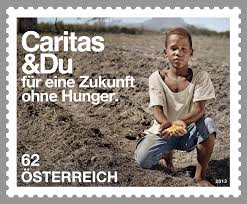 Caritas
&Du
für eine Zukunft
ohne Hunger.
62
ÖSTERREICH
2012